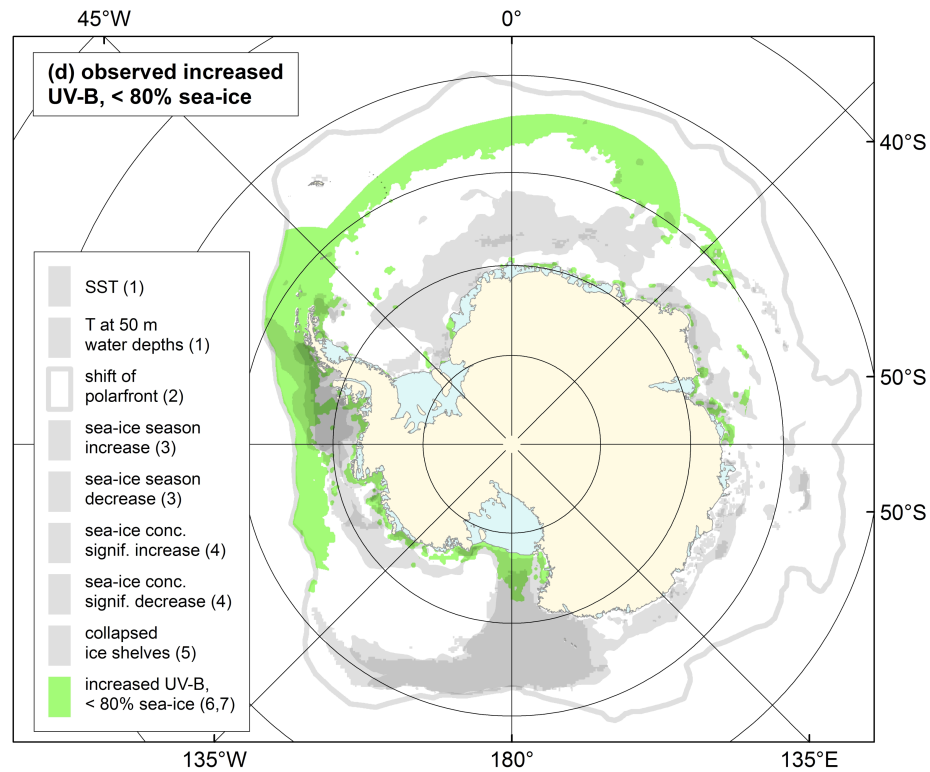 45°W
0°
(d) observed increased
UV-B, < 80% sea-ice
40°S
SST (1)
T at 50 m
water depths (1)
shift of
polarfront (2)
sea-ice season
increase (3)
sea-ice season
decrease (3)
sea-ice conc.
signif. increase (4)
sea-ice conc.
signif. decrease (4)
collapsed
ice shelves (5)
increased UV-B,
< 80% sea-ice (6,7)
50°S
50°S
135°W
180°
135°E